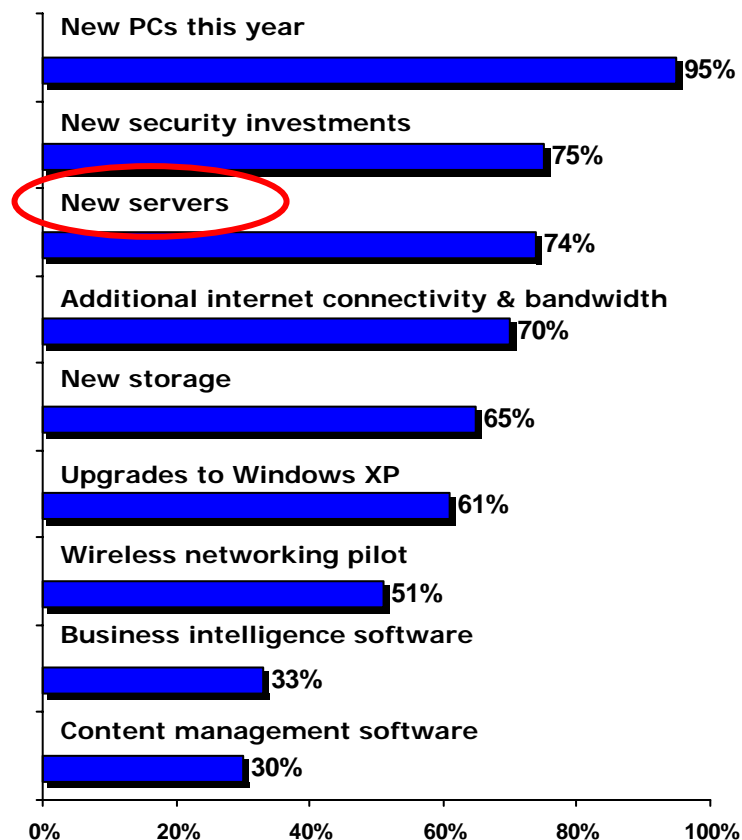 New PCs this year
95%
New security investments
75%
New servers
74%
Additional internet connectivity & bandwidth
70%
New storage
65%
Upgrades to Windows XP
61%
Wireless networking pilot
51%
Business intelligence software
33%
Content management software
30%
0% 20% 40% 60% 80% 100%